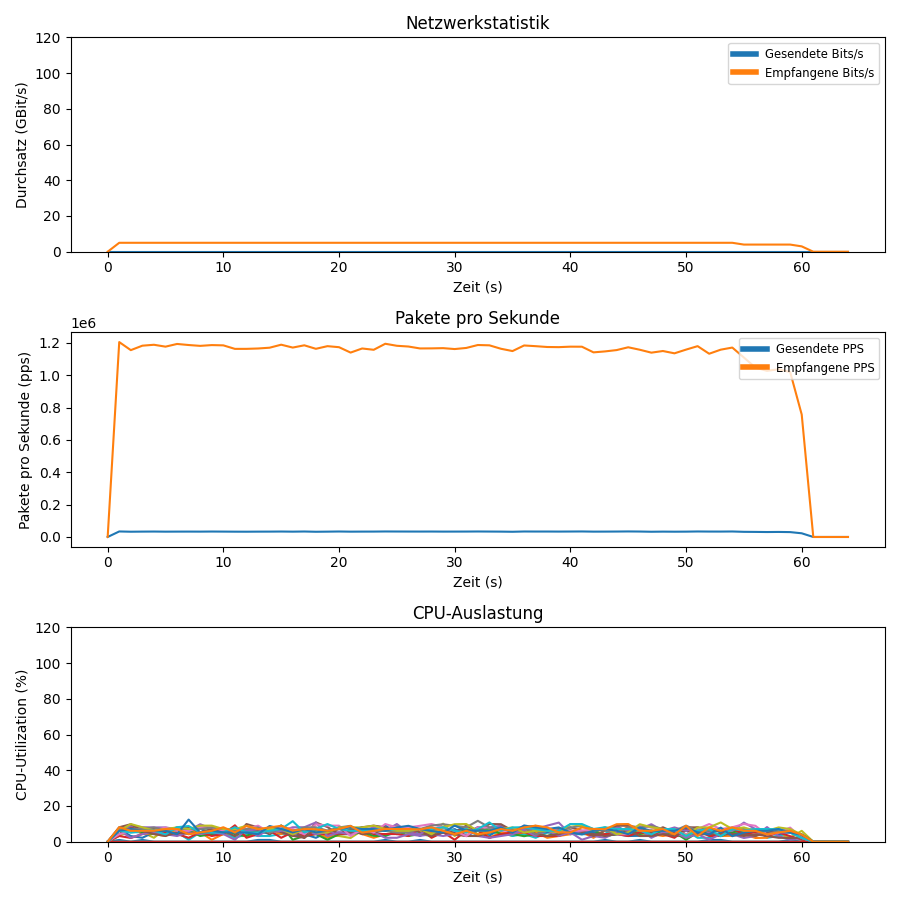 Netzwerkstatistik
Durchsatz (GBit/s)
120
100
80
60
40
20
0
Gesendete Bits/s
Empfangene Bits/s
0 10 20 30 40 50 60
Zeit (s)
Pakete pro Sekunde
1e6
Pakete pro Sekunde (pps)
1.2
1.0
0.8
0.6
0.4
0.2
0.0
Gesendete PPS
Empfangene PPS
0 10 20 30 40 50 60
Zeit (s)
CPU-Auslastung
CPU-Utilization (%)
120
100
80
60
40
20
0
0 10 20 30 40 50 60
Zeit (s)